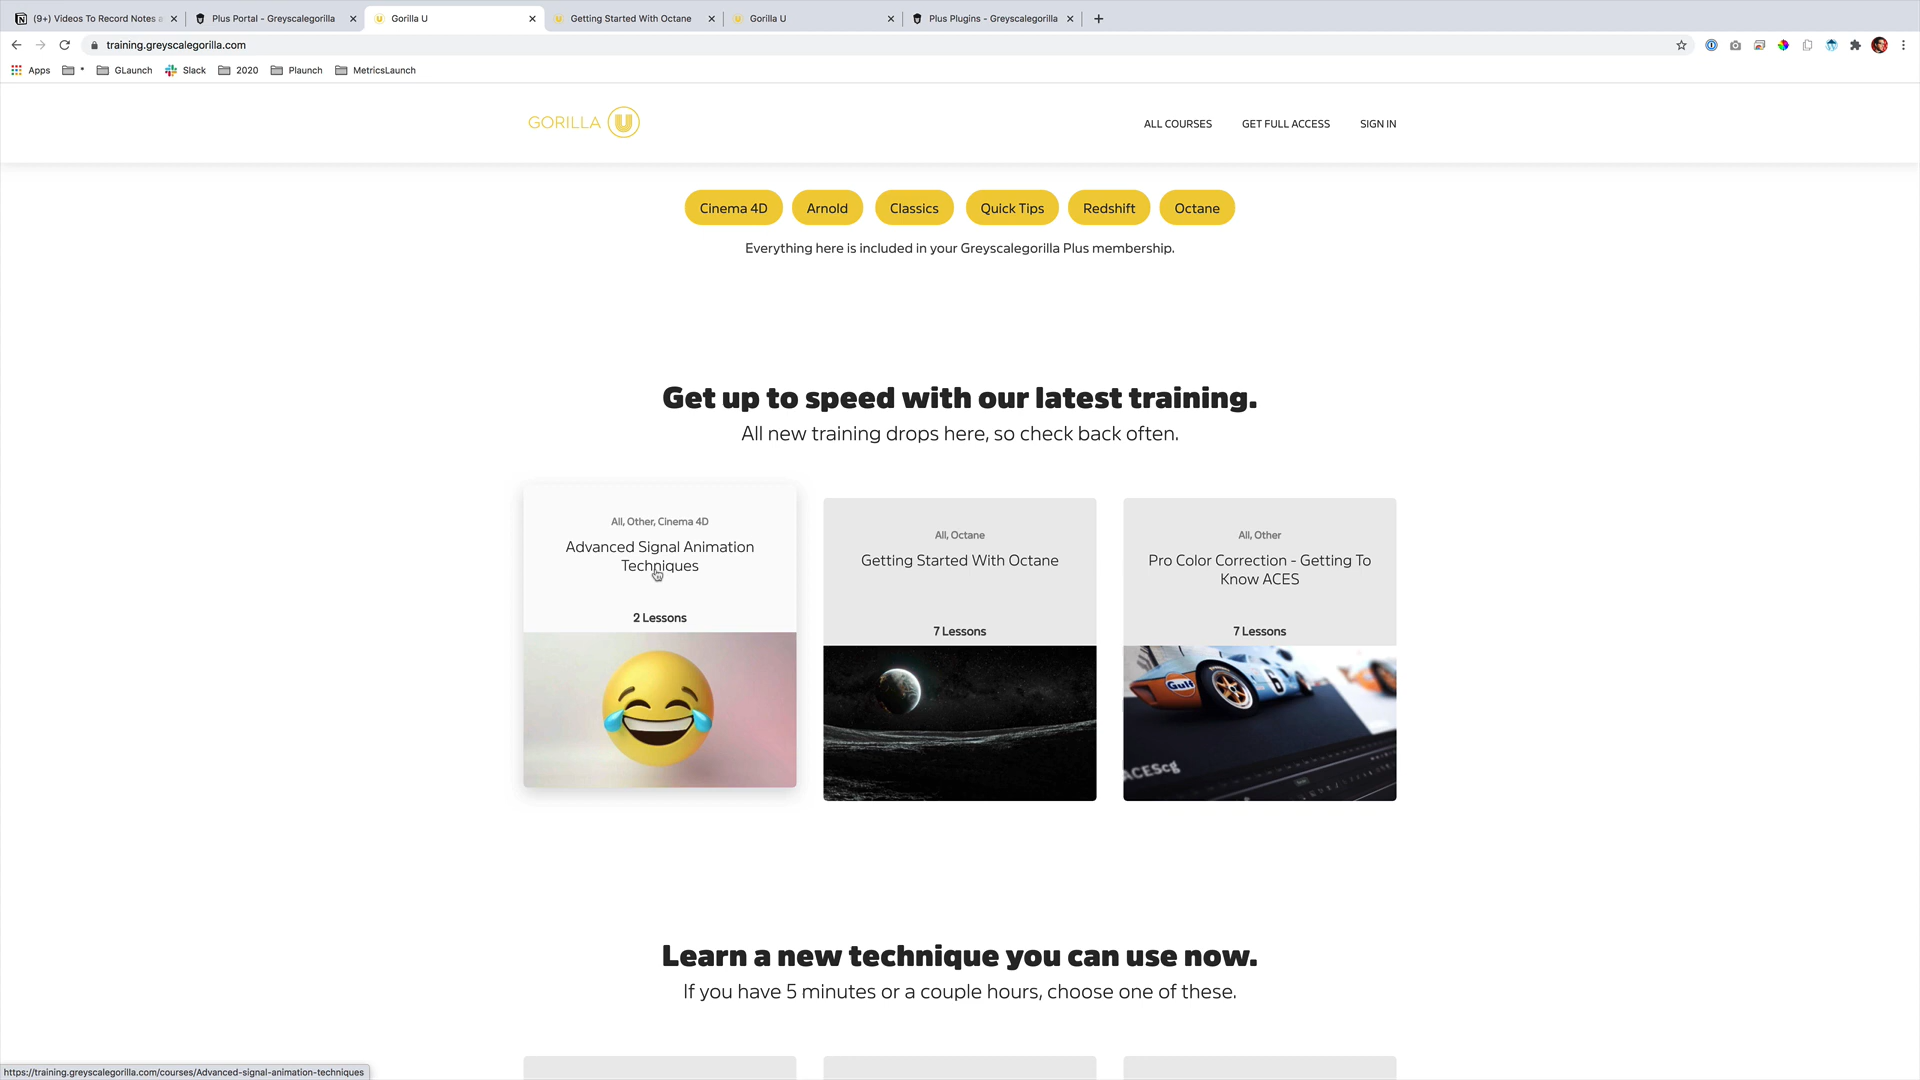 (9+) Videos To Record Notes a
Plus Portal - Greyscalegorilla
Gorilla U
Getting Started With Octane
Gorilla U
Plus Plugins - Greyscalegorilla
training.greyscalegorilla.com
Apps
GLaunch
Slack
2020
Plaunch
MetricsLaunch
GORILLA U
ALL COURSES
GET FULL ACCESS
SIGN IN
Cinema 4D
Arnold
Classics
Quick Tips
Redshift
Octane
Everything here is included in your Greyscalegorilla Plus membership.
Get up to speed with our latest training.
All new training drops here, so check back often.
All, Other, Cinema 4D
Advanced Signal Animation
Techniques
2 Lessons
All, Octane
Getting Started With Octane
7 Lessons
All, Other
Pro Color Correction - Getting To
Know ACES
7 Lessons
Gulf
6
ACEScg
Learn a new technique you can use now.
If you have 5 minutes or a couple hours, choose one of these.
https://training.greyscalegorilla.com/courses/Advanced-signal-animation-techniques